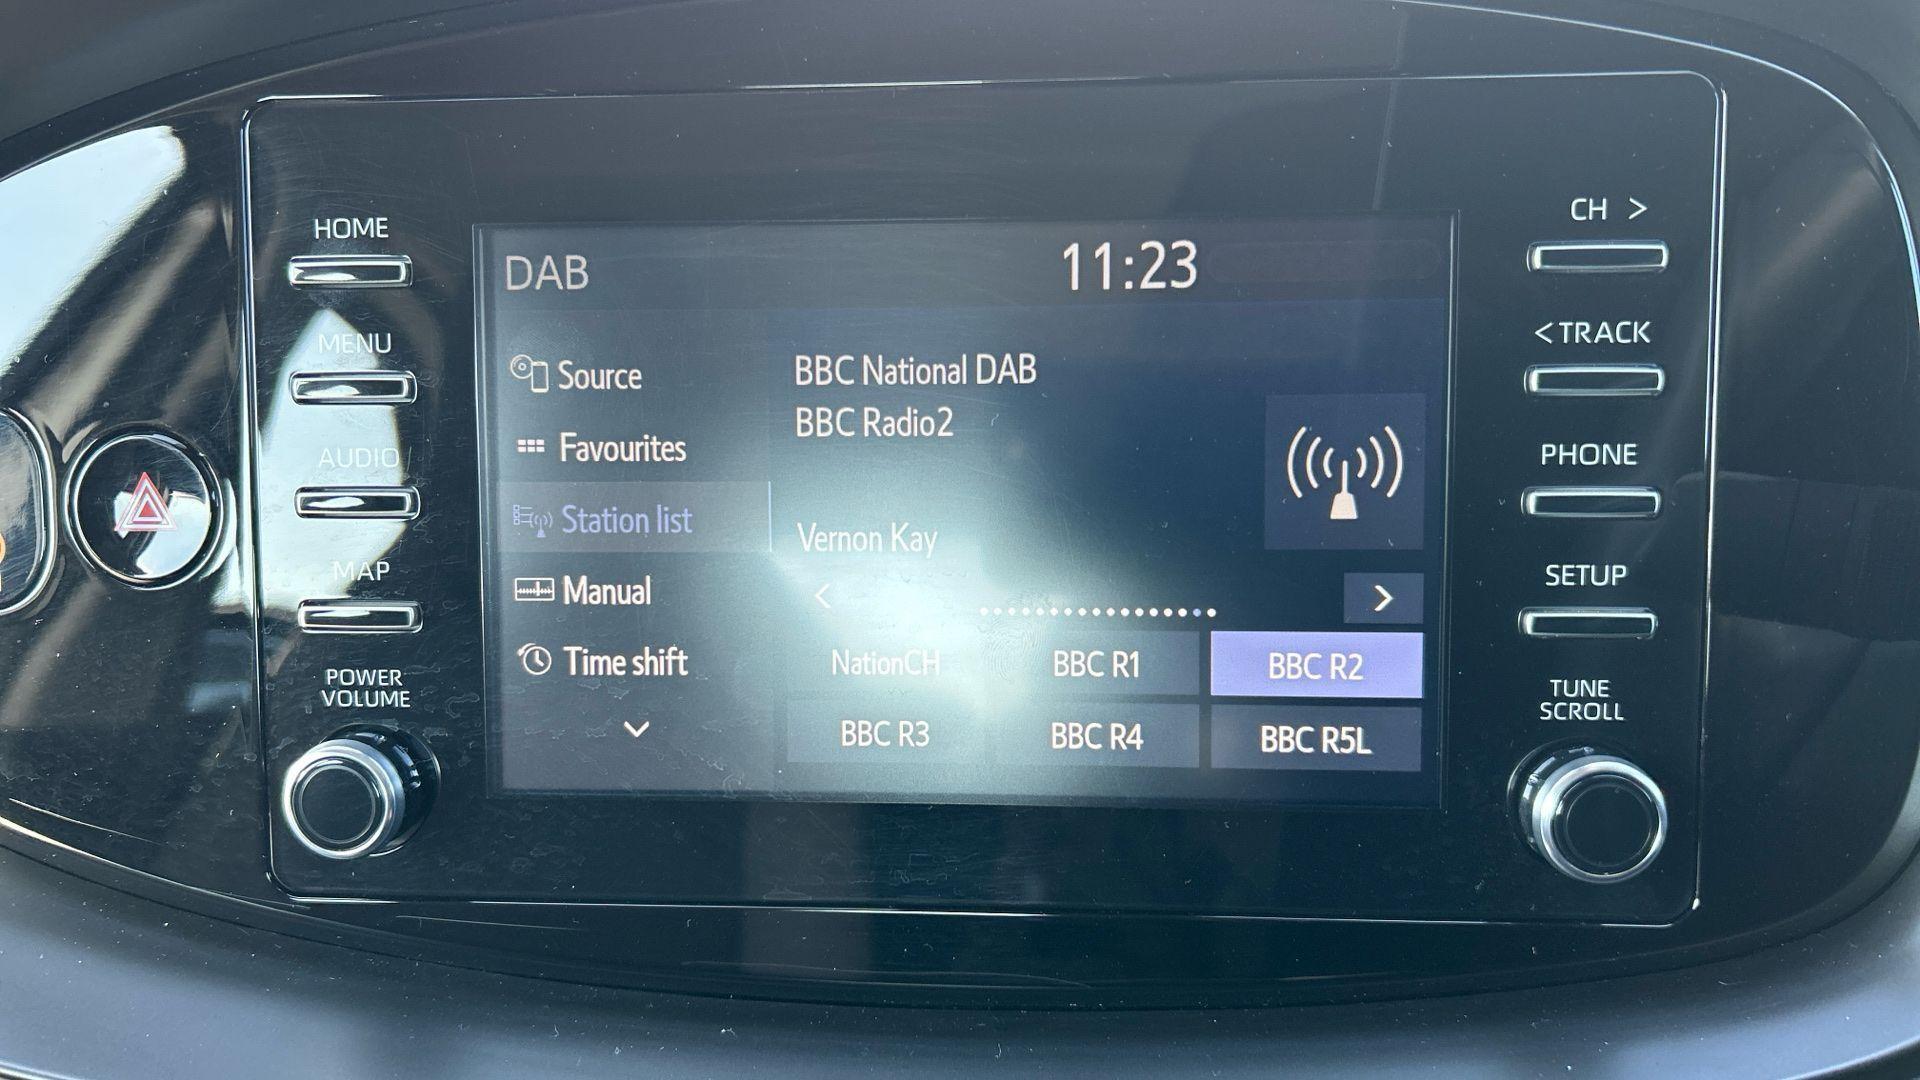 HOME
MENU
AUDIO
MAP
POWER
VOLUME
DAB
11:23
Source
Favourites
Station list
Manual
Time shift
BBC National DAB
BBC Radio2
Vernon Kay
<
>
NationCH
BBC R1
BBC R2
BBC R3
BBC R4
BBC R5L
CH >
<TRACK
PHONE
SETUP
TUNE
SCROLL